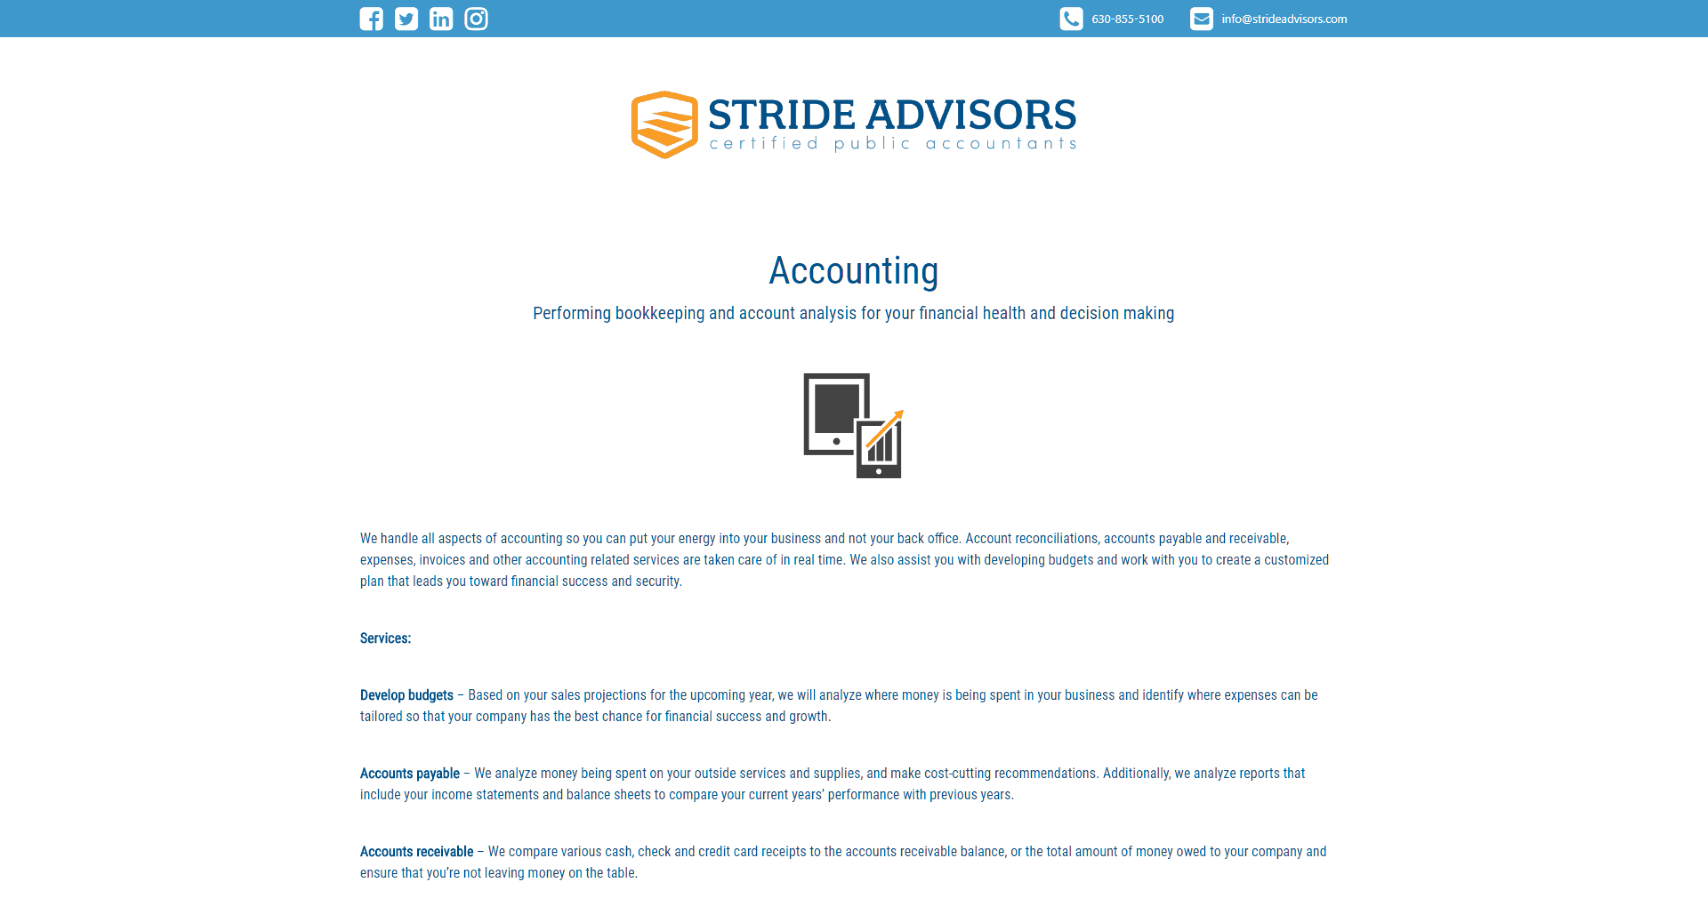 630-855-5100
info@strideadvisors.com
STRIDE ADVISORS
certified public accountants
Accounting
Performing bookkeeping and account analysis for your financial health and decision making
We handle all aspects of accounting so you can put your energy into your business and not your back office. Account reconciliations, accounts payable and receivable,
expenses, invoices and other accounting related services are taken care of in real time. We also assist you with developing budgets and work with you to create a customized
plan that leads you toward financial success and security.
Services:
Develop budgets – Based on your sales projections for the upcoming year, we will analyze where money is being spent in your business and identify where expenses can be
tailored so that your company has the best chance for financial success and growth.
Accounts payable – We analyze money being spent on your outside services and supplies, and make cost-cutting recommendations. Additionally, we analyze reports that
include your income statements and balance sheets to compare your current years' performance with previous years.
Accounts receivable – We compare various cash, check and credit card receipts to the accounts receivable balance, or the total amount of money owed to your company and
ensure that you're not leaving money on the table.